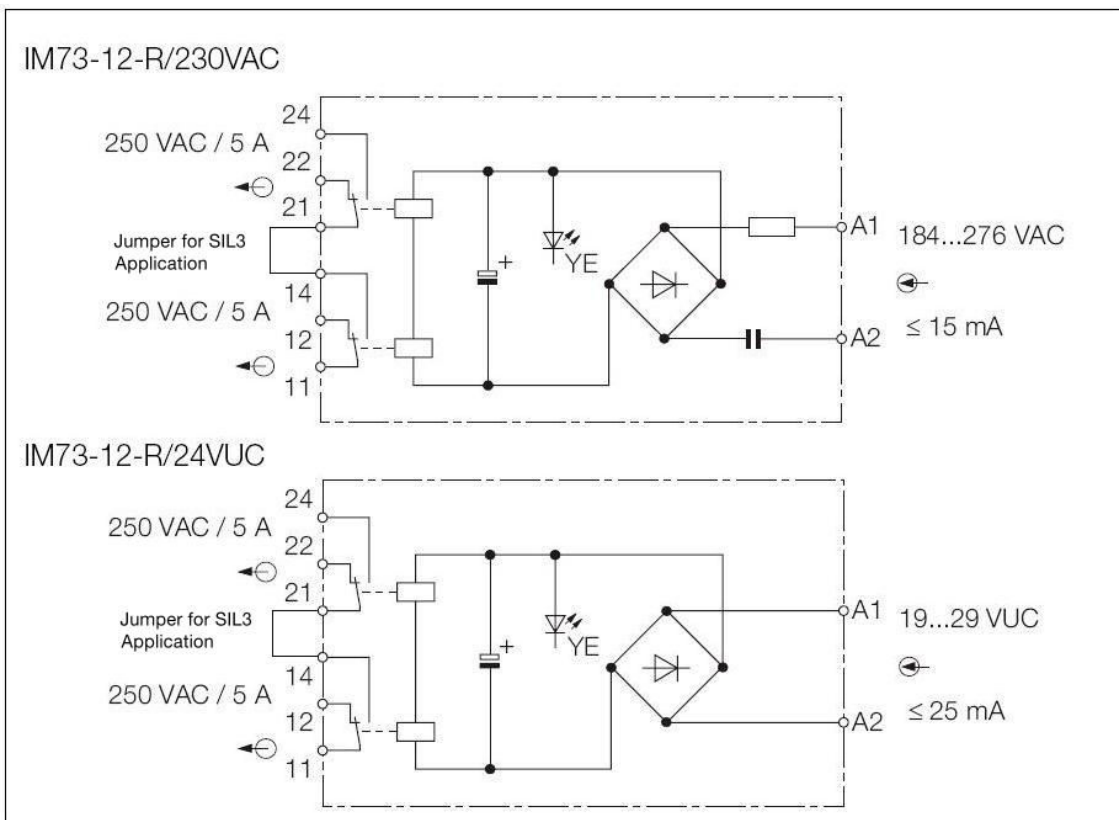 IM73-12-R/230VAC
24
250 VAC / 5 A
22
21
Jumper for SIL3
Application
14
250 VAC / 5 A
12
11
+
YE
A1
184...276 VAC
≤ 15 mA
A2
IM73-12-R/24VUC
24
250 VAC / 5 A
22
21
Jumper for SIL3
Application
14
250 VAC / 5 A
12
11
+
YE
A1
19...29 VUC
≤ 25 mA
A2